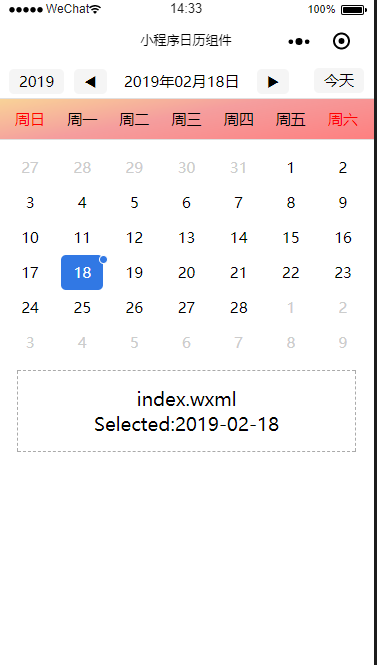 WeChat 14:33 100%
小程序日历组件
2019 ◀ 2019年02月18日 ▶ 今天
周日 周一 周二 周三 周四 周五 周六
27 28 29 30 31 1 2
3 4 5 6 7 8 9
10 11 12 13 14 15 16
17 18 19 20 21 22 23
24 25 26 27 28 1 2
3 4 5 6 7 8 9
index.wxml
Selected:2019-02-18